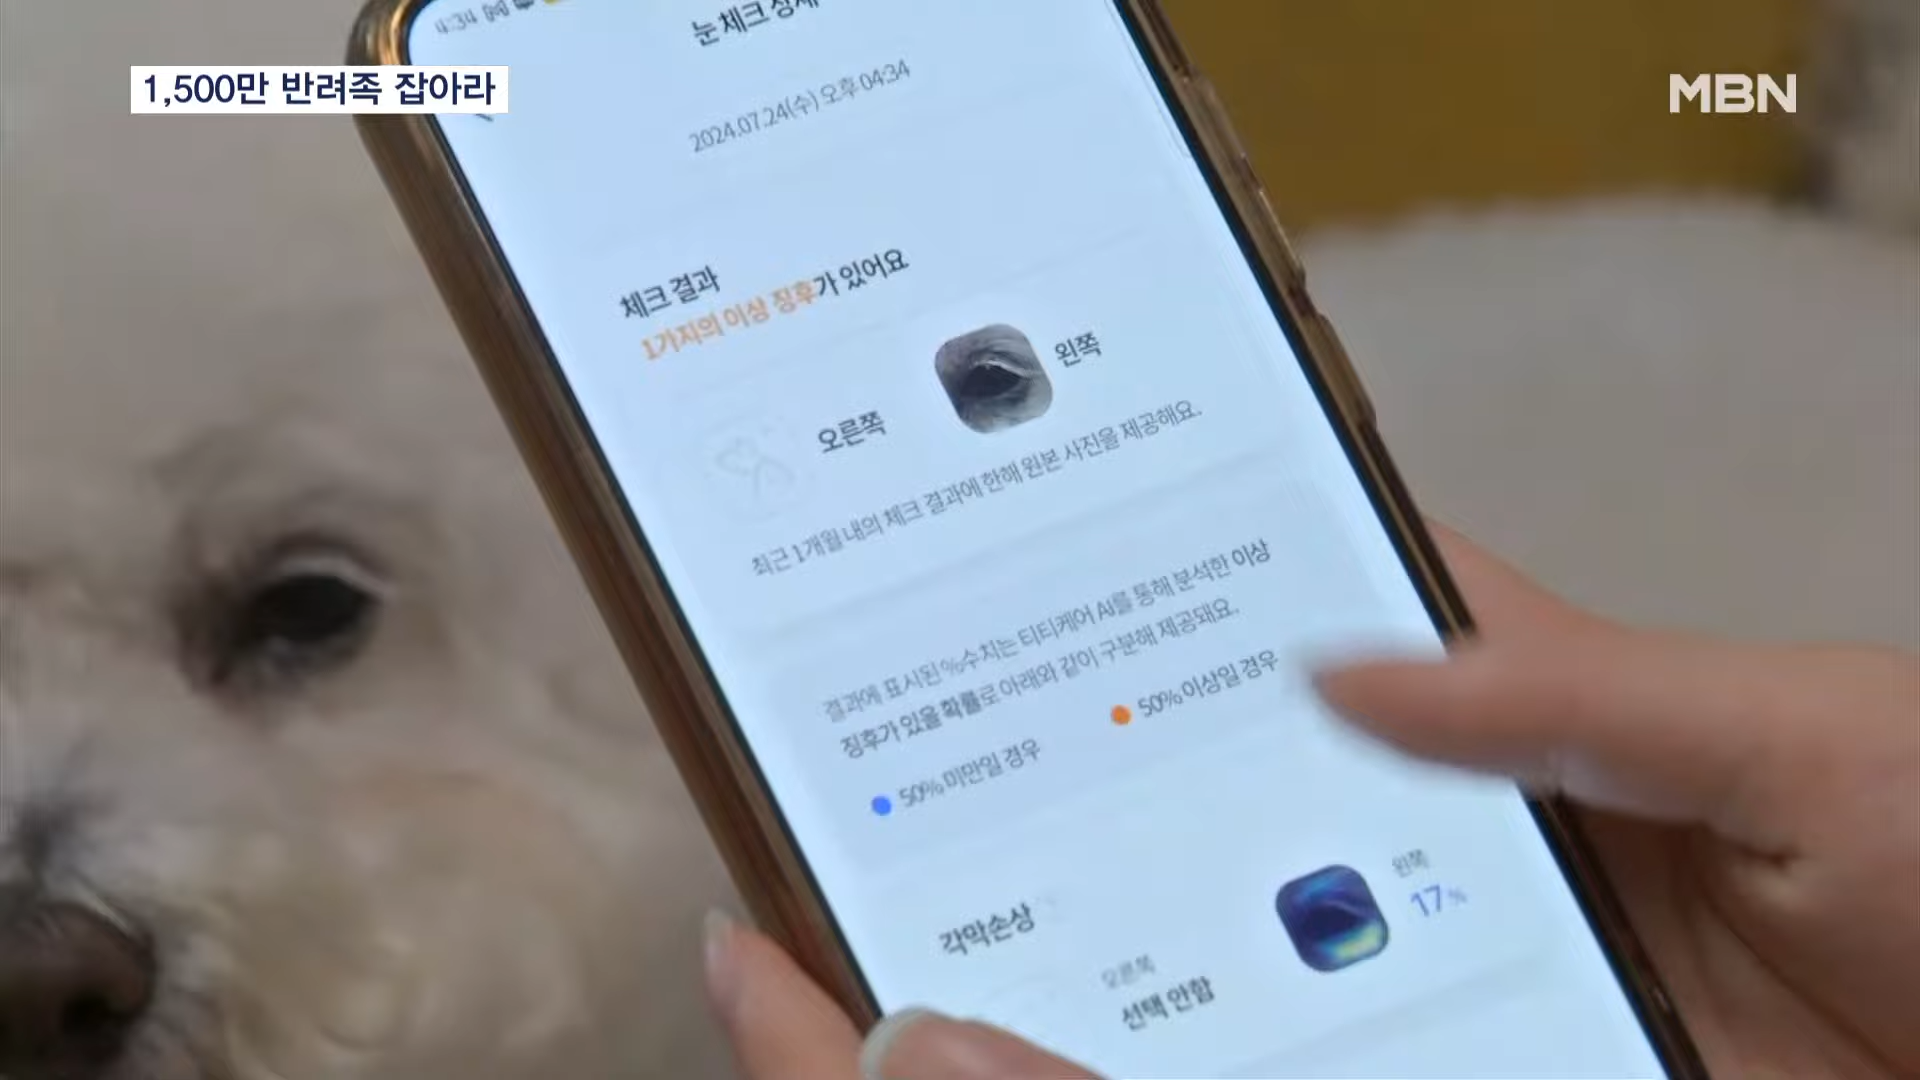 1,500만 반려족 잡아라
MBN
4:34
눈 체크 상세
2024.07.24(수) 오후 04:34
체크 결과
1가지의 이상 징후가 있어요
오른쪽
왼쪽
최근 1개월 내의 체크 결과에 한해 원본 사진을 제공해요.
결과에 표시된 %수치는 티티케어 AI를 통해 분석한 이상
징후가 있을 확률로 아래와 같이 구분해 제공돼요.
50% 미만일 경우
50% 이상일 경우
각막손상
오른쪽
선택 안함
왼쪽
17%